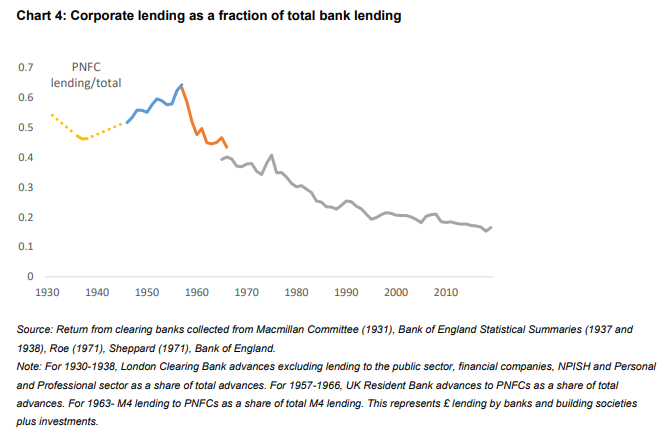 Chart 4: Corporate lending as a fraction of total bank lending
PNFC
lending/total
0.7
0.6
0.5
0.4
0.3
0.2
0.1
0
1930 1940 1950 1960 1970 1980 1990 2000 2010
Source: Return from clearing banks collected from Macmillan Committee (1931), Bank of England Statistical Summaries (1937 and
1938), Roe (1971), Sheppard (1971), Bank of England.
Note: For 1930-1938, London Clearing Bank advances excluding lending to the public sector, financial companies, NPISH and Personal
and Professional sector as a share of total advances. For 1957-1966, UK Resident Bank advances to PNFCs as a share of total
advances. For 1963- M4 lending to PNFCs as a share of total M4 lending. This represents £ lending by banks and building societies
plus investments.